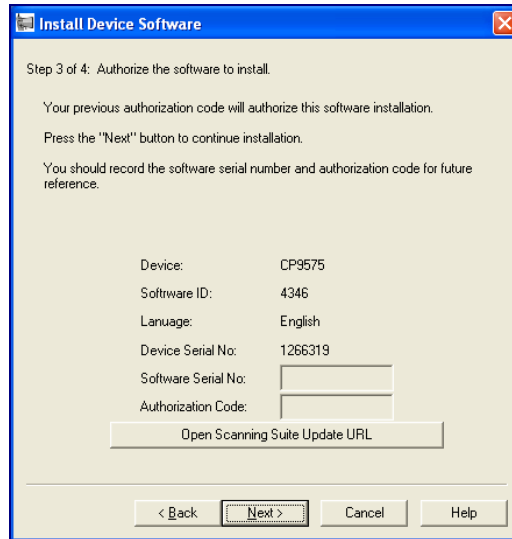 Install Device Software
Step 3 of 4: Authorize the software to install.
Your previous authorization code will authorize this software installation.
Press the "Next" button to continue installation.
You should record the software serial number and authorization code for future
reference.
Device: CP9575
Softrware ID: 4346
Lanuage: English
Device Serial No: 1266319
Software Serial No:
Authorization Code:
Open Scanning Suite Update URL
< Back Next > Cancel Help